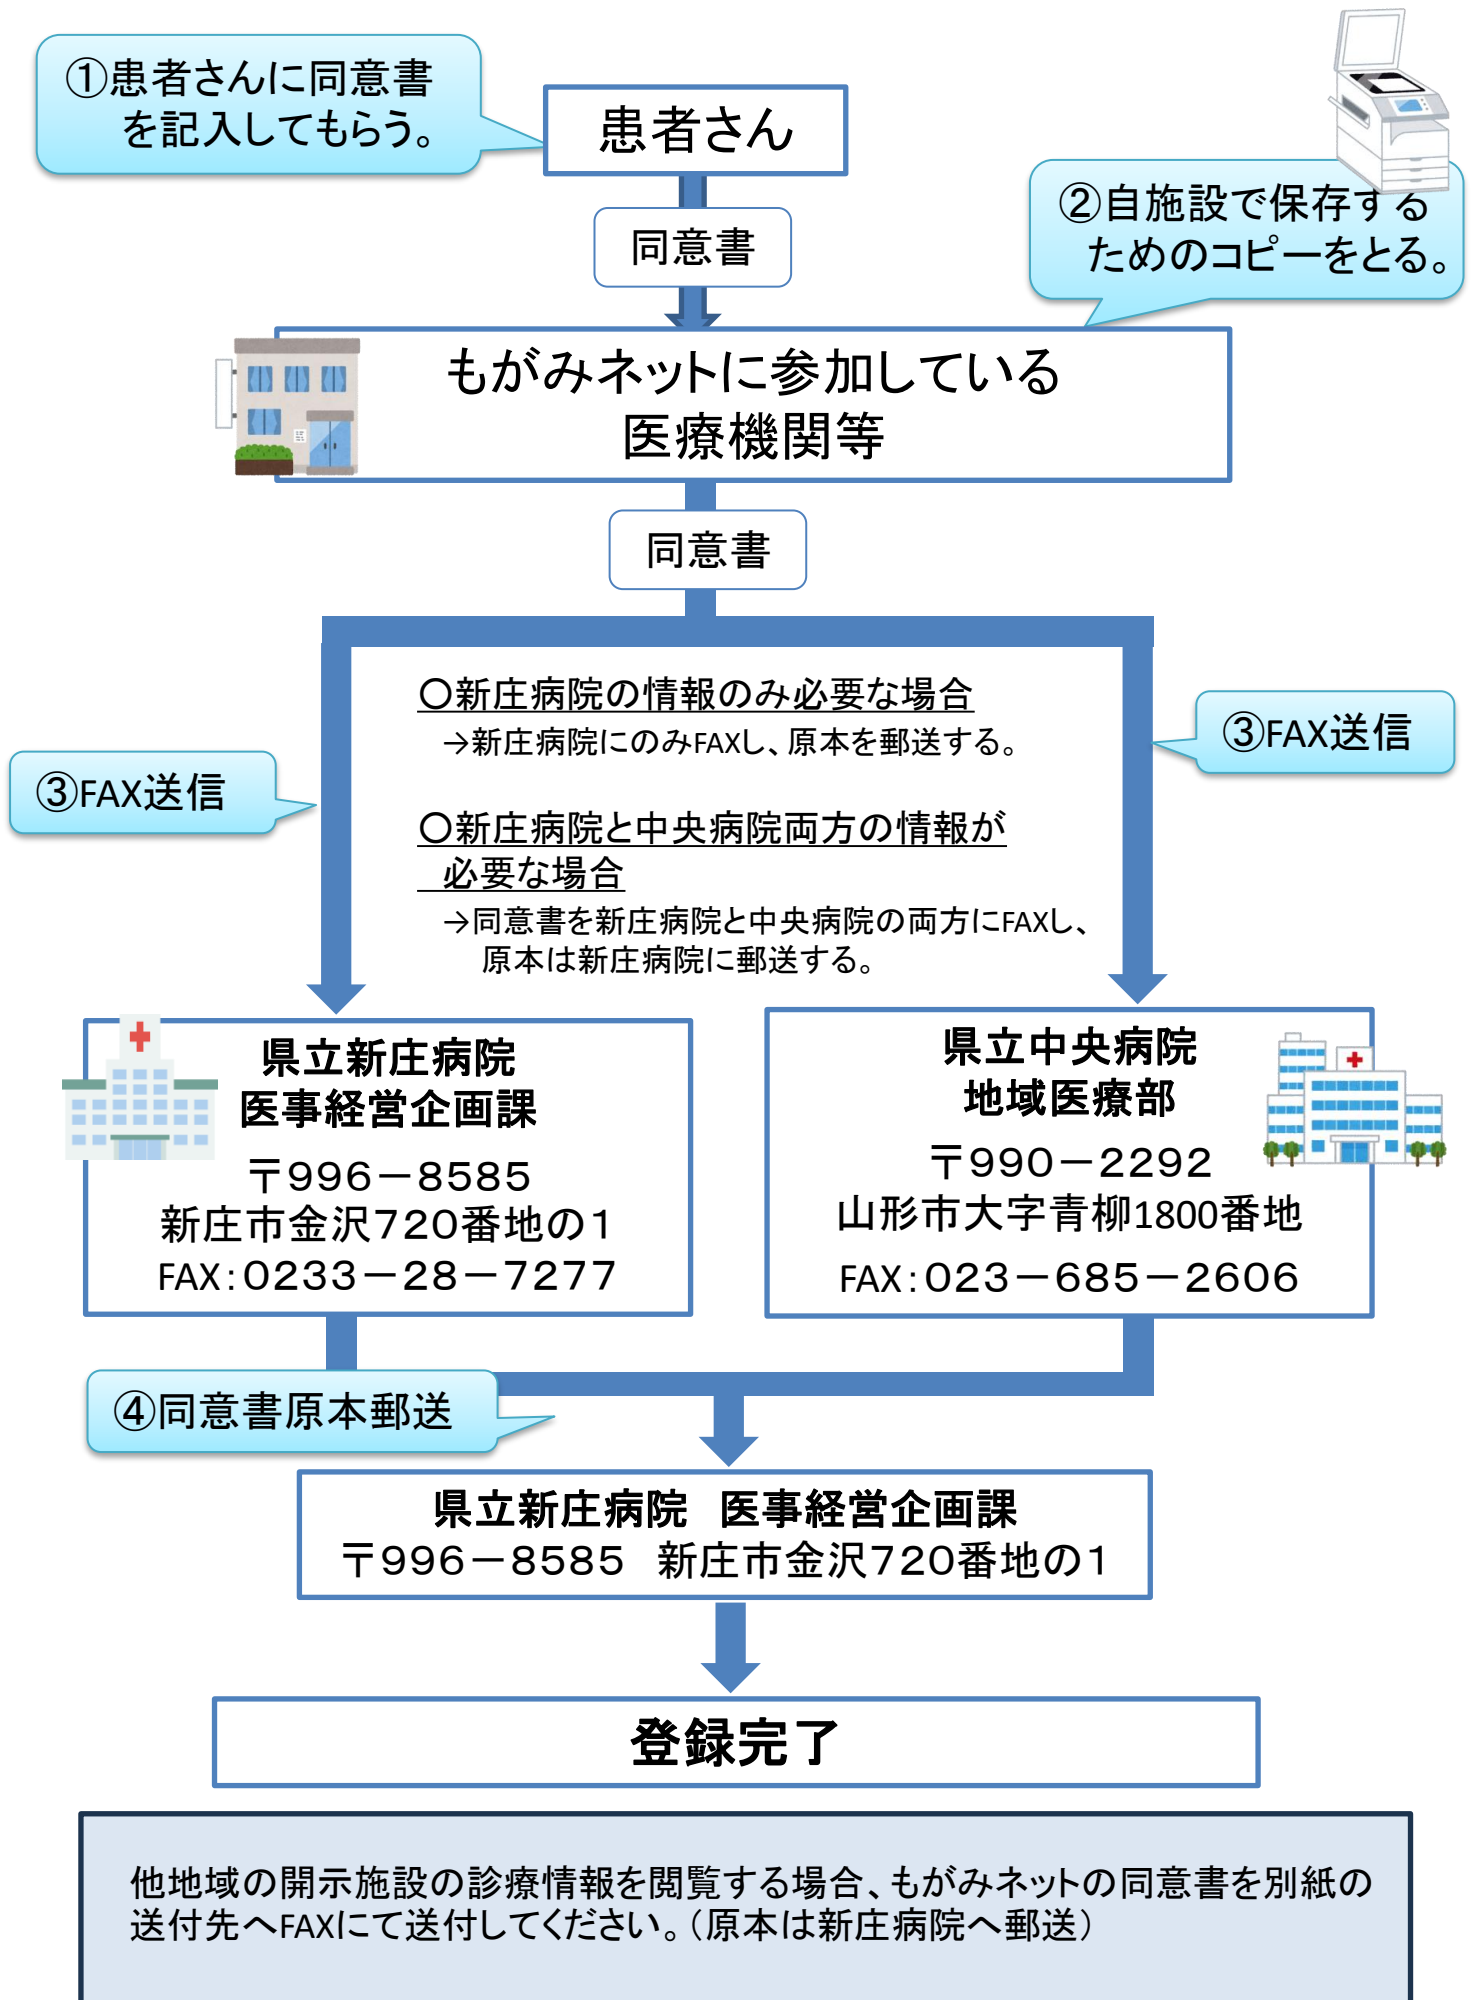 ①患者さんに同意書
を記入してもらう。
患者さん
②自施設で保存する
ためのコピーをとる。
同意書
もがみネットに参加している
医療機関等
同意書
○新庄病院の情報のみ必要な場合
→新庄病院にのみFAXし、原本を郵送する。
③FAX送信
③FAX送信
○新庄病院と中央病院両方の情報が
必要な場合
→同意書を新庄病院と中央病院の両方にFAXし、
原本は新庄病院に郵送する。
県立新庄病院
医事経営企画課
〒996－8585
新庄市金沢720番地の1
FAX：0233－28－7277
県立中央病院
地域医療部
〒990－2292
山形市大字青柳1800番地
FAX：023－685－2606
④同意書原本郵送
県立新庄病院　医事経営企画課
〒996－8585　新庄市金沢720番地の1
登録完了
他地域の開示施設の診療情報を閲覧する場合、もがみネットの同意書を別紙の
送付先へFAXにて送付してください。（原本は新庄病院へ郵送）